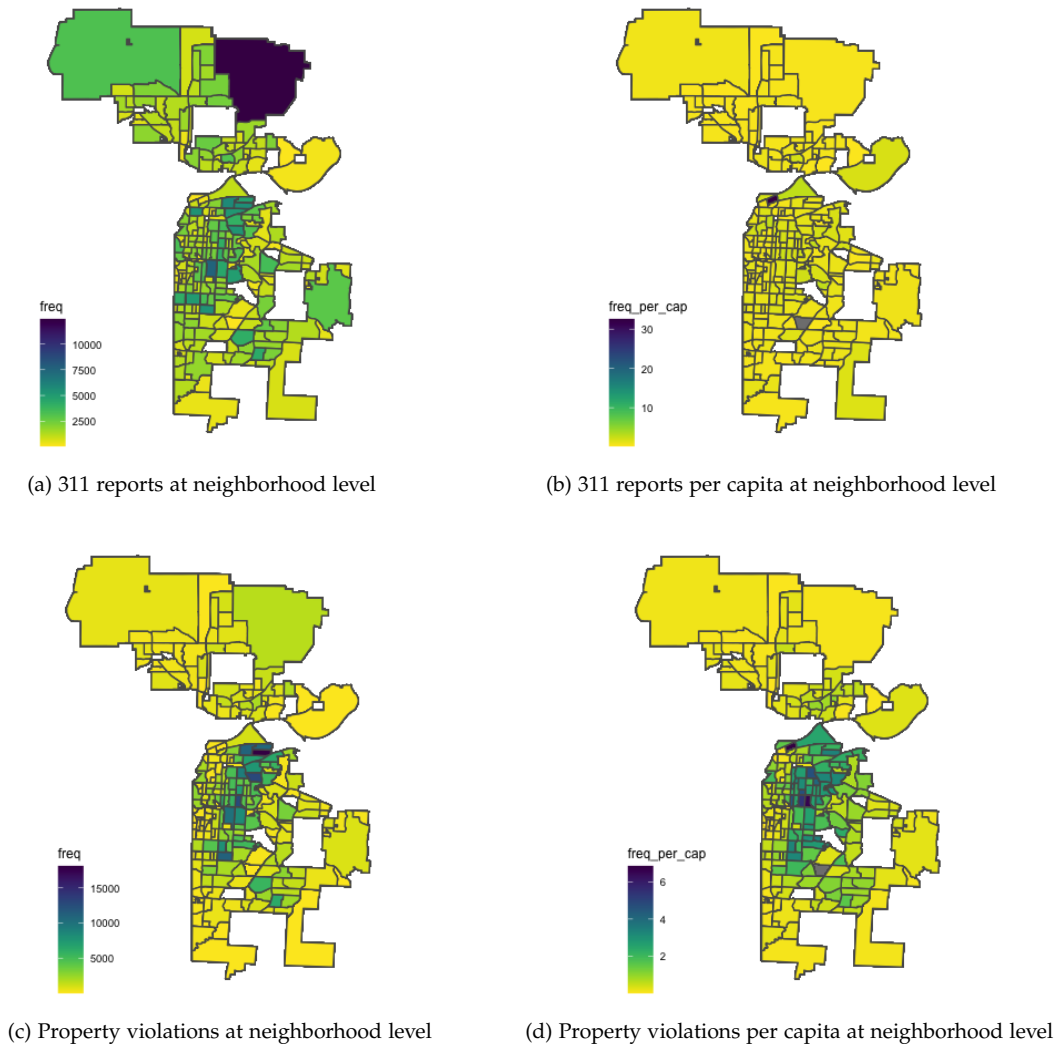 freq
10000
7500
5000
2500
(a) 311 reports at neighborhood level
freq_per_cap
30
20
10
(b) 311 reports per capita at neighborhood level
freq
15000
10000
5000
(c) Property violations at neighborhood level
freq_per_cap
6
4
2
(d) Property violations per capita at neighborhood level